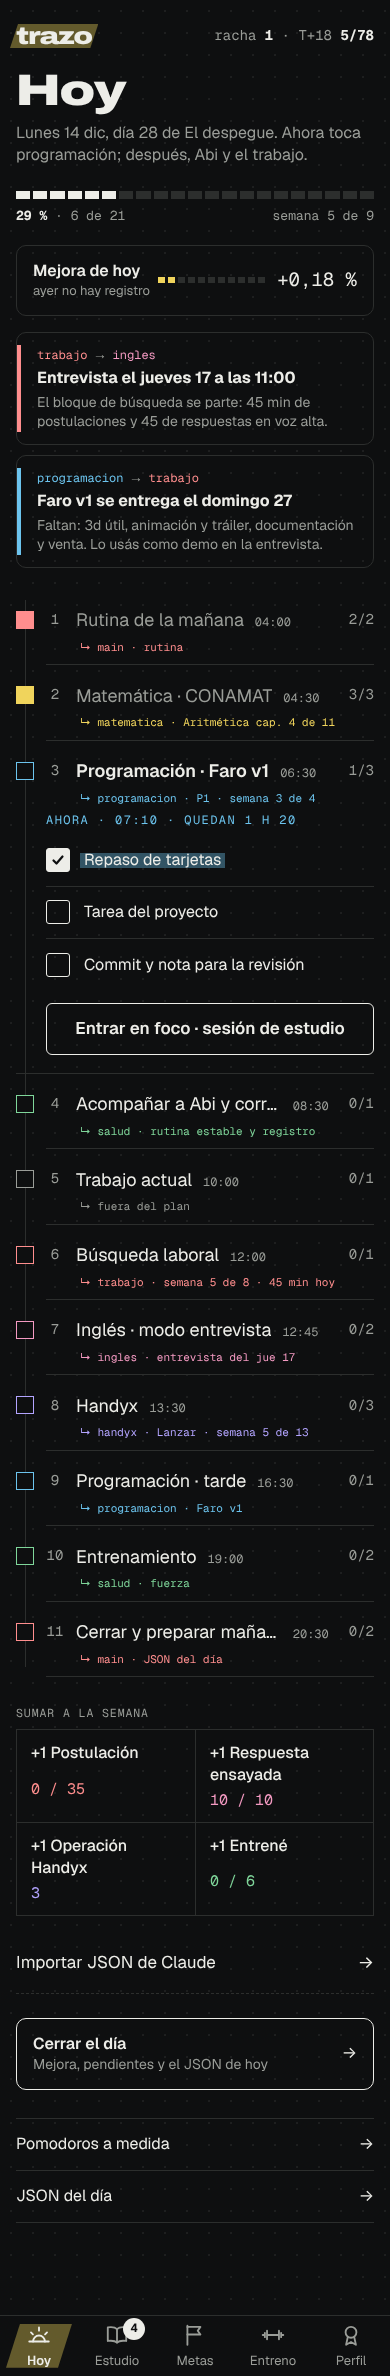 trazo
racha 1 · T+18 5/78
Hoy
Lunes 14 dic, día 28 de El despegue. Ahora toca
programación; después, Abi y el trabajo.
29 % · 6 de 21
semana 5 de 9
Mejora de hoy
ayer no hay registro
+0,18 %
trabajo → ingles
Entrevista el jueves 17 a las 11:00
El bloque de búsqueda se parte: 45 min de
postulaciones y 45 de respuestas en voz alta.
programacion → trabajo
Faro v1 se entrega el domingo 27
Faltan: 3d útil, animación y tráiler, documentación
y venta. Lo usás como demo en la entrevista.
1 Rutina de la mañana 04:00 2/2
↳ main · rutina
2 Matemática · CONAMAT 04:30 3/3
↳ matematica · Aritmética cap. 4 de 11
3 Programación · Faro v1 06:30 1/3
↳ programacion · P1 · semana 3 de 4
AHORA · 07:10 · QUEDAN 1 H 20
Repaso de tarjetas
Tarea del proyecto
Commit y nota para la revisión
Entrar en foco · sesión de estudio
4 Acompañar a Abi y corr... 08:30 0/1
↳ salud · rutina estable y registro
5 Trabajo actual 10:00 0/1
↳ fuera del plan
6 Búsqueda laboral 12:00 0/1
↳ trabajo · semana 5 de 8 · 45 min hoy
7 Inglés · modo entrevista 12:45 0/2
↳ ingles · entrevista del jue 17
8 Handyx 13:30 0/3
↳ handyx · Lanzar · semana 5 de 13
9 Programación · tarde 16:30 0/1
↳ programacion · Faro v1
10 Entrenamiento 19:00 0/2
↳ salud · fuerza
11 Cerrar y preparar maña... 20:30 0/2
↳ main · JSON del día
SUMAR A LA SEMANA
+1 Postulación
0 / 35
+1 Respuesta
ensayada
10 / 10
+1 Operación
Handyx
3
+1 Entrené
0 / 6
Importar JSON de Claude →
Cerrar el día
Mejora, pendientes y el JSON de hoy
→
Pomodoros a medida →
JSON del día →
4
Hoy Estudio Metas Entreno Perfil